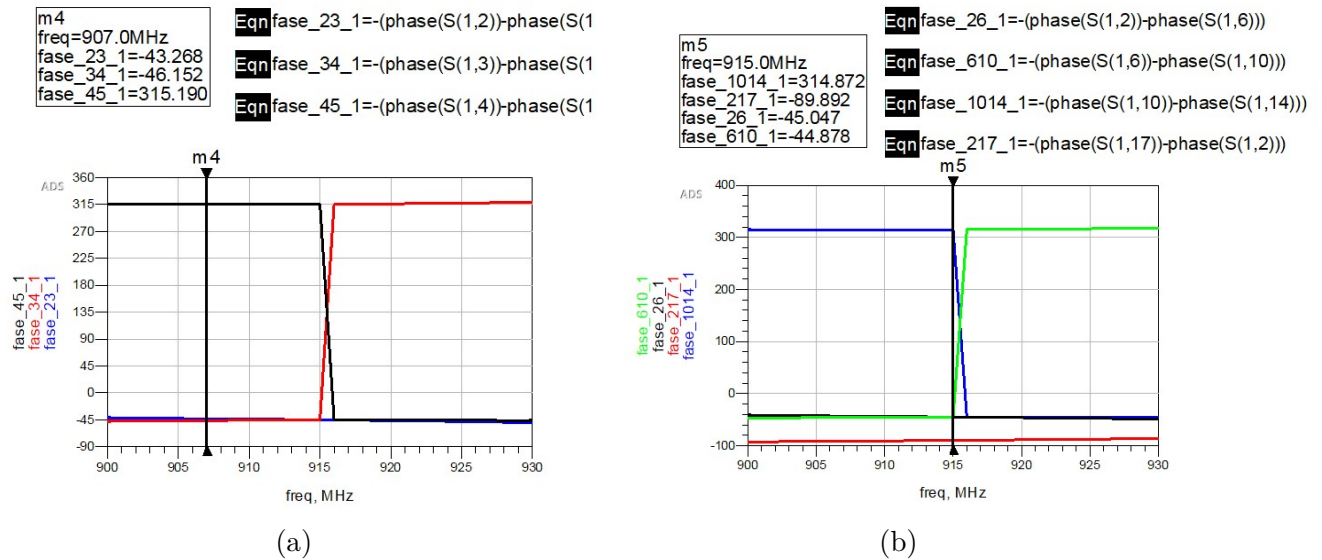 m4
freq=907.0MHz
fase_23_1=-43.268
fase_34_1=-46.152
fase_45_1=315.190
Eqn fase_23_1=-(phase(S(1,2))-phase(S(1
Eqn fase_34_1=-(phase(S(1,3))-phase(S(1
Eqn fase_45_1=-(phase(S(1,4))-phase(S(1
m4
ADS
360
315
270
225
180
135
90
45
0
-45
-90
900
905
910
915
920
925
930
freq, MHz
fase_45_1
fase_34_1
fase_23_1
(a)
m5
freq=915.0MHz
fase_1014_1=314.872
fase_217_1=-89.892
fase_26_1=-45.047
fase_610_1=-44.878
Eqn fase_26_1=-(phase(S(1,2))-phase(S(1,6)))
Eqn fase_610_1=-(phase(S(1,6))-phase(S(1,10)))
Eqn fase_1014_1=-(phase(S(1,10))-phase(S(1,14)))
Eqn fase_217_1=-(phase(S(1,17))-phase(S(1,2)))
m5
ADS
400
300
200
100
0
-100
900
905
910
915
920
925
930
freq, MHz
fase_610_1
fase_26_1
fase_217_1
fase_1014_1
(b)